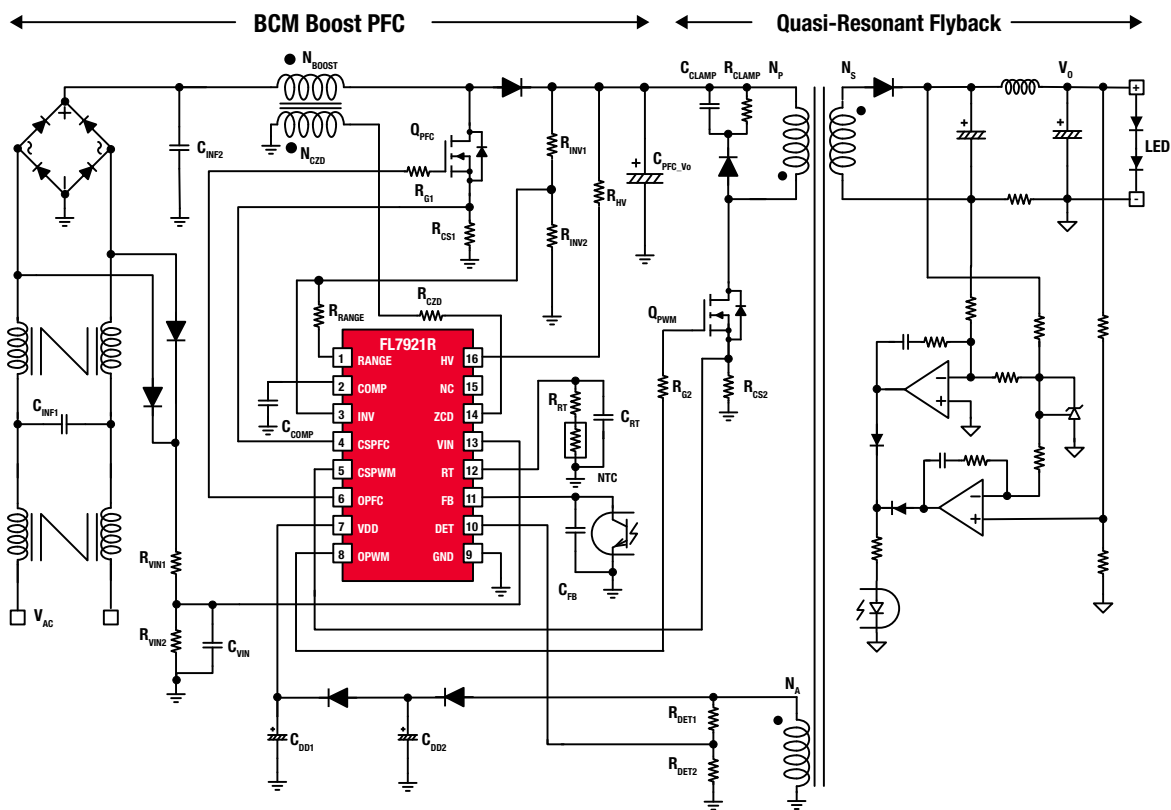 BCM Boost PFC
Quasi-Resonant Flyback
N_BOOST
N_CZD
C_INF2
Q_PFC
R_G1
R_CS1
R_INV1
R_INV2
R_HV
C_PFC_Vo
C_CLAMP
R_CLAMP
N_P
N_S
V_O
+
-
LED
R_RANGE
R_CZD
Q_PWM
R_G2
R_CS2
C_INF1
C_COMP
FL7921R
1 RANGE HV 16
2 COMP NC 15
3 INV ZCD 14
4 CSPFC VIN 13
5 CSPWM RT 12
6 OPFC FB 11
7 VDD DET 10
8 OPWM GND 9
R_RT
C_RT
NTC
C_FB
R_VIN1
V_AC
R_VIN2
C_VIN
C_DD1
C_DD2
R_DET1
R_DET2
N_A